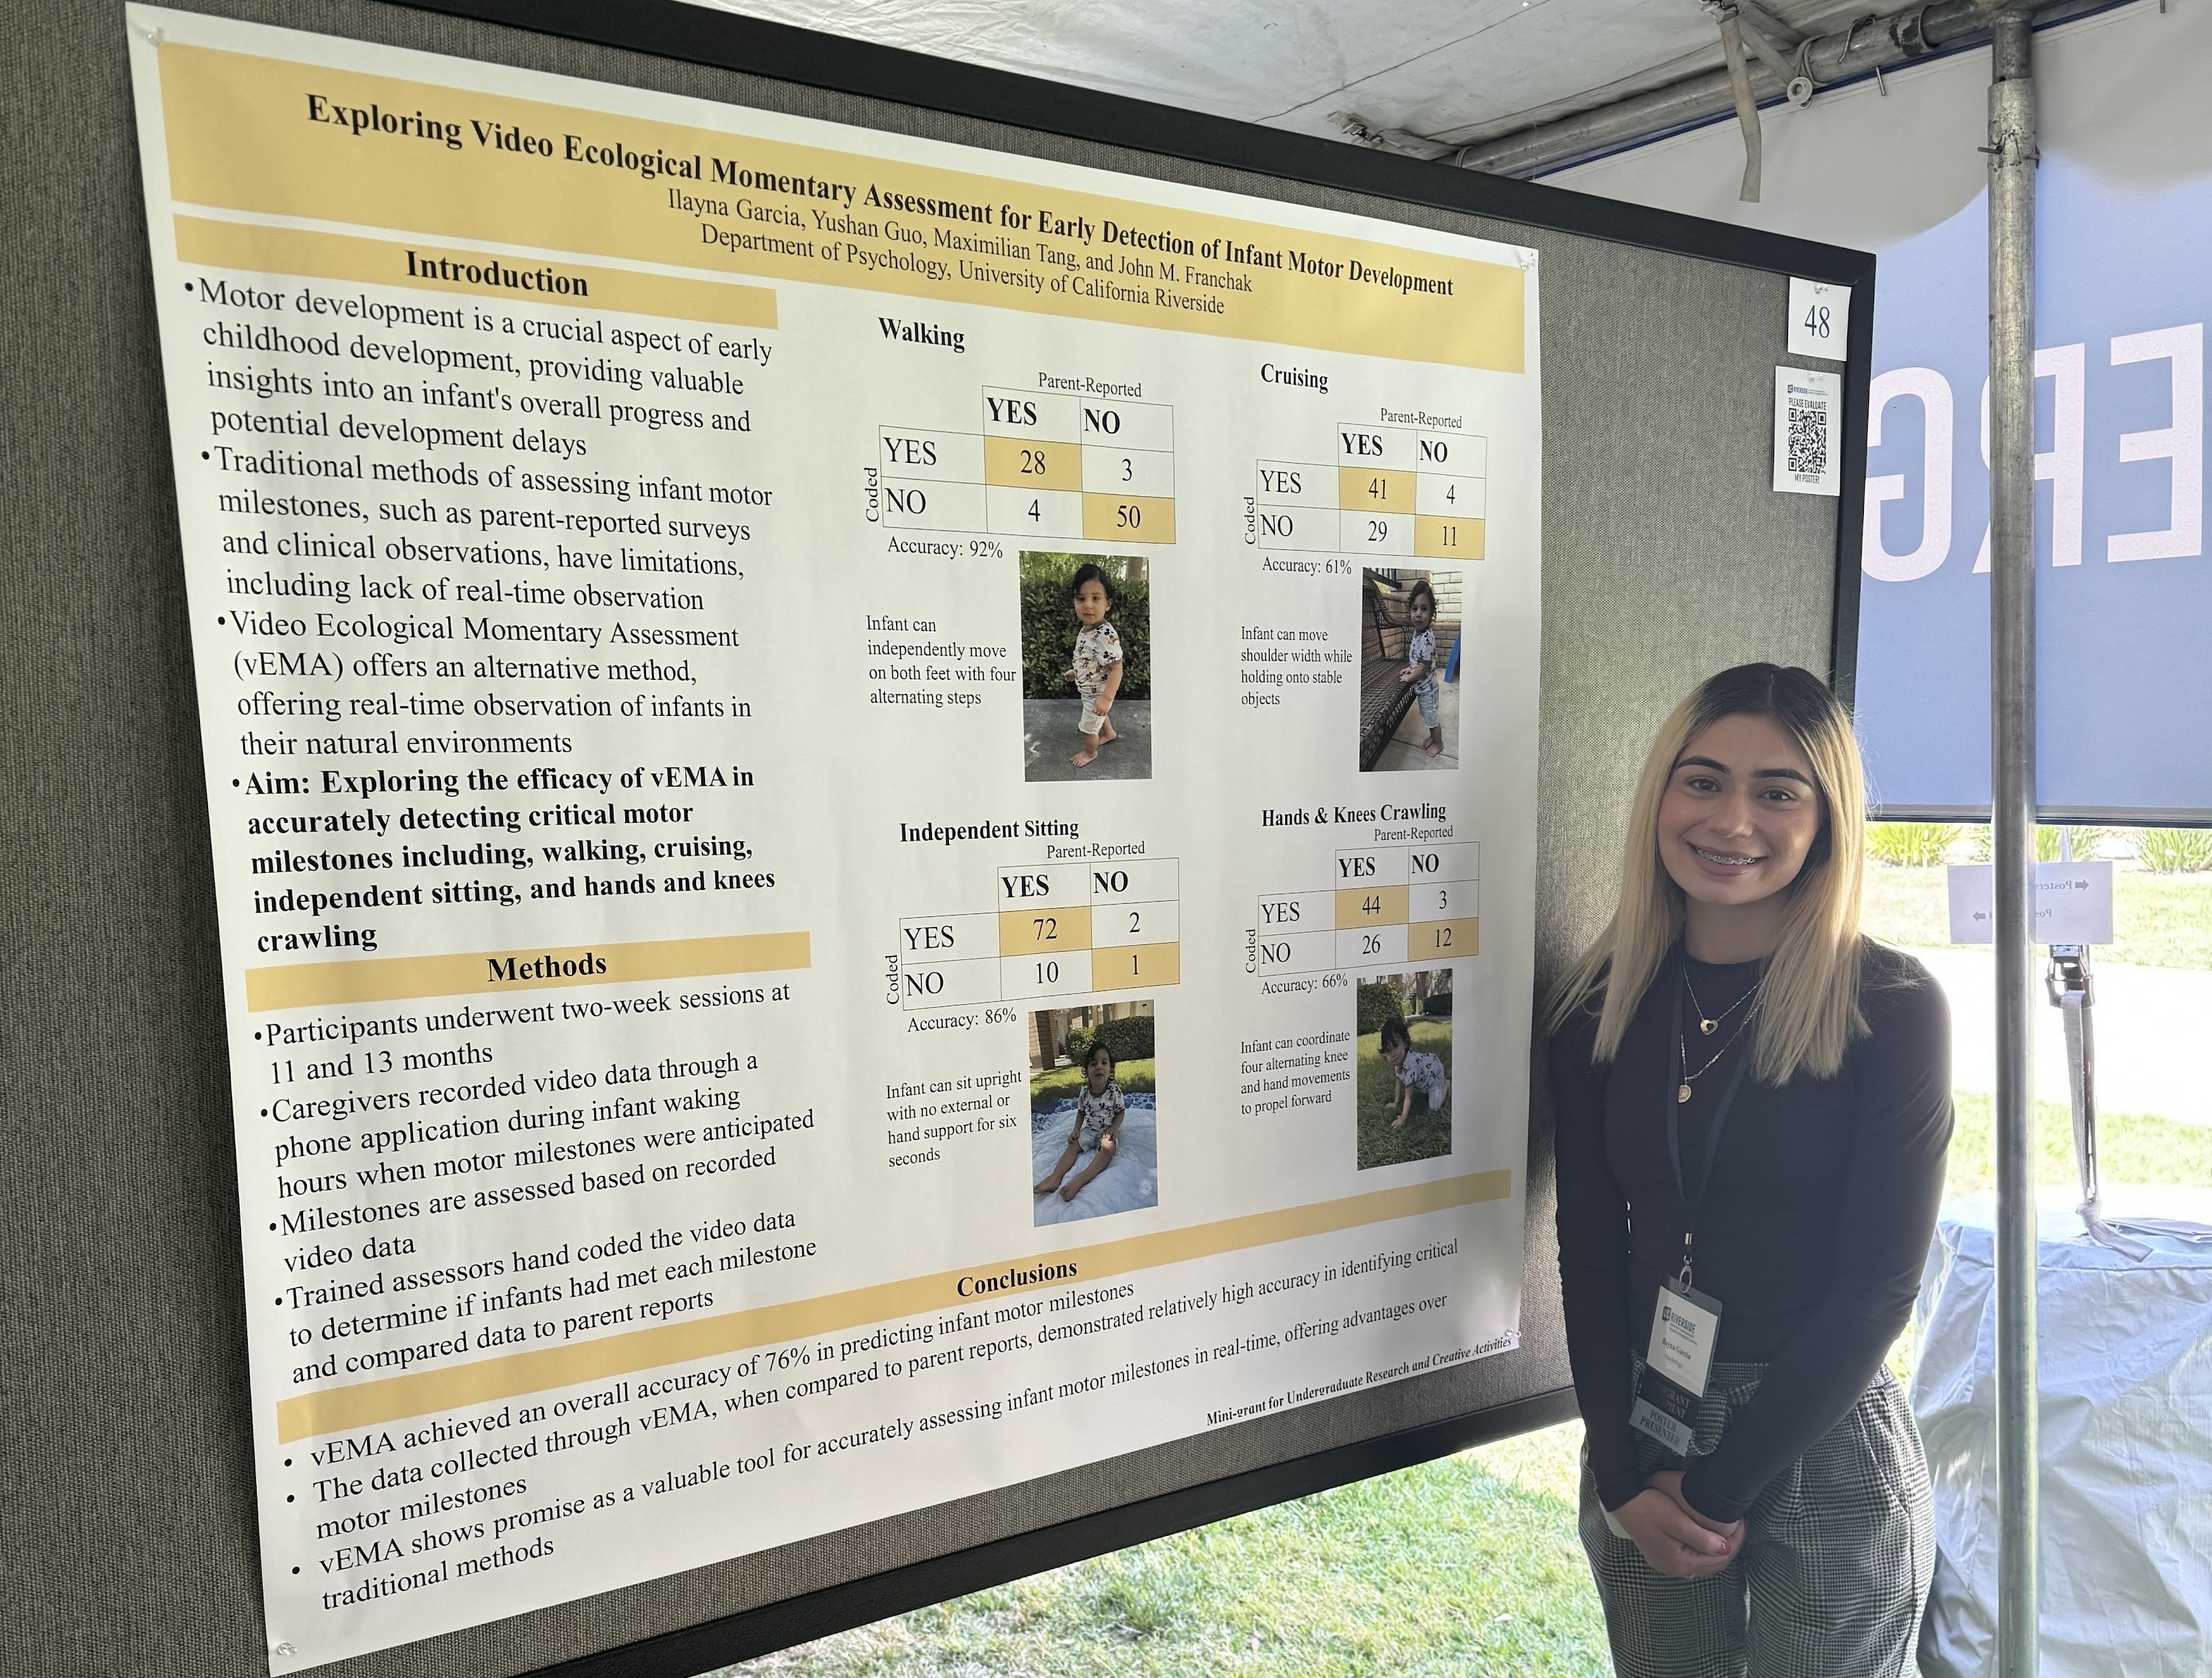 Exploring Video Ecological Momentary Assessment for Early Detection of Infant Motor Development
Ilayna Garcia, Yushan Guo, Maximilian Tang, and John M. Franchak
Department of Psychology, University of California Riverside
Introduction
•Motor development is a crucial aspect of early
childhood development, providing valuable
insights into an infant's overall progress and
potential development delays
•Traditional methods of assessing infant motor
milestones, such as parent-reported surveys
and clinical observations, have limitations,
including lack of real-time observation
•Video Ecological Momentary Assessment
(vEMA) offers an alternative method,
offering real-time observation of infants in
their natural environments
•Aim: Exploring the efficacy of vEMA in
accurately detecting critical motor
milestones including, walking, cruising,
independent sitting, and hands and knees
crawling
Methods
•Participants underwent two-week sessions at
11 and 13 months
•Caregivers recorded video data through a
phone application during infant waking
hours when motor milestones were anticipated
•Milestones are assessed based on recorded
video data
•Trained assessors hand coded the video data
to determine if infants had met each milestone
and compared data to parent reports
Walking
Parent-Reported
YES NO
Coded
YES 28 3
NO 4 50
Accuracy: 92%
Infant can
independently move
on both feet with four
alternating steps
Cruising
Parent-Reported
YES NO
Coded
YES 41 4
NO 29 11
Accuracy: 61%
Infant can move
shoulder width while
holding onto stable
objects
Independent Sitting
Parent-Reported
YES NO
Coded
YES 72 2
NO 10 1
Accuracy: 86%
Infant can sit upright
with no external or
hand support for six
seconds
Hands & Knees Crawling
Parent-Reported
YES NO
Coded
YES 44 3
NO 26 12
Accuracy: 66%
Infant can coordinate
four alternating knee
and hand movements
to propel forward
Conclusions
• vEMA achieved an overall accuracy of 76% in predicting infant motor milestones
• The data collected through vEMA, when compared to parent reports, demonstrated relatively high accuracy in identifying critical
motor milestones
• vEMA shows promise as a valuable tool for accurately assessing infant motor milestones in real-time, offering advantages over
traditional methods
Mini-grant for Undergraduate Research and Creative Activities
48
RIVERSIDE
PLEASE EVALUATE
MY POSTER!
ERG
RIVERSIDE
Ilayna Garcia
GRANT
RECIPIENT
POSTER
PRESENTER